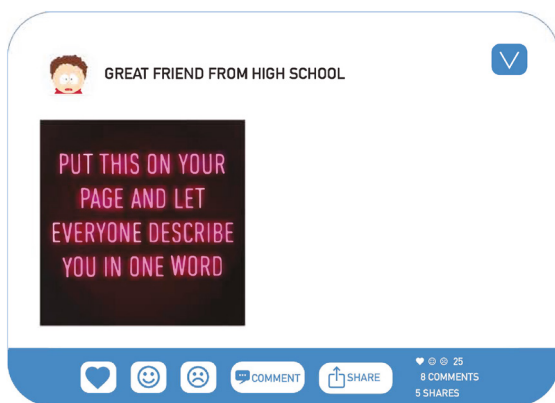 GREAT FRIEND FROM HIGH SCHOOL
PUT THIS ON YOUR
PAGE AND LET
EVERYONE DESCRIBE
YOU IN ONE WORD
COMMENT
SHARE
25
8 COMMENTS
5 SHARES